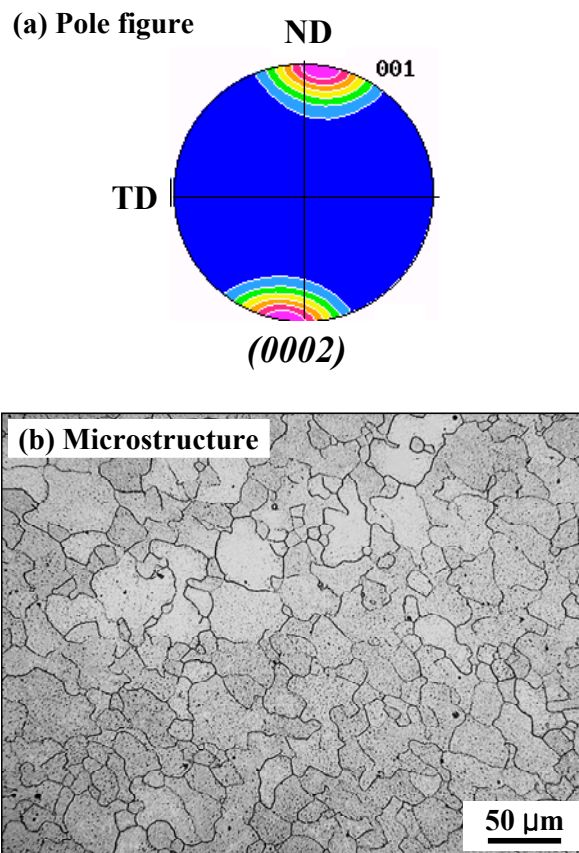 (a) Pole figure
ND
001
TD
(0002)
(b) Microstructure
50 μm